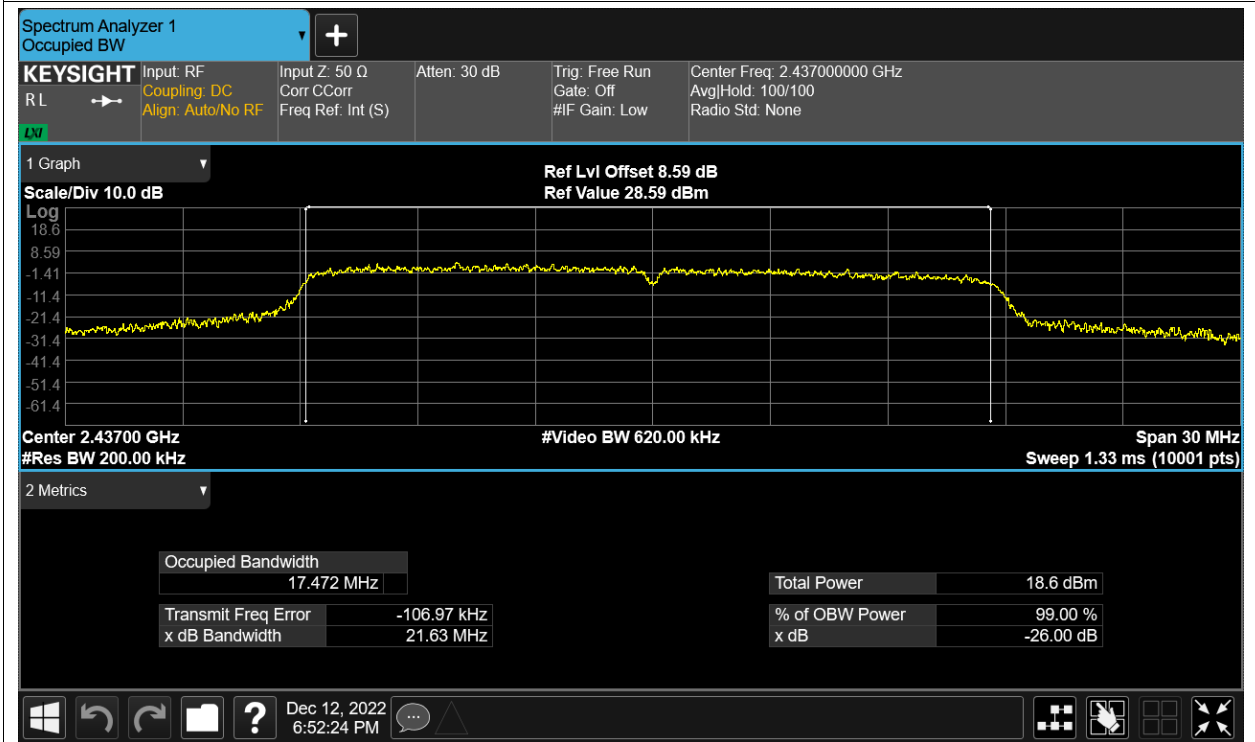 Spectrum Analyzer 1
Occupied BW
KEYSIGHT
R L
LXI
Input: RF
Coupling: DC
Align: Auto/No RF
Input Z: 50 Ω
Corr CCorr
Freq Ref: Int (S)
Atten: 30 dB
Trig: Free Run
Gate: Off
#IF Gain: Low
Center Freq: 2.437000000 GHz
Avg|Hold: 100/100
Radio Std: None
1 Graph
Scale/Div 10.0 dB
Ref Lvl Offset 8.59 dB
Ref Value 28.59 dBm
Log
18.6
8.59
-1.41
-11.4
-21.4
-31.4
-41.4
-51.4
-61.4
Center 2.43700 GHz
#Res BW 200.00 kHz
#Video BW 620.00 kHz
Span 30 MHz
Sweep 1.33 ms (10001 pts)
2 Metrics
Occupied Bandwidth
17.472 MHz
Transmit Freq Error -106.97 kHz
x dB Bandwidth 21.63 MHz
Total Power 18.6 dBm
% of OBW Power 99.00 %
x dB -26.00 dB
?
Dec 12, 2022
6:52:24 PM